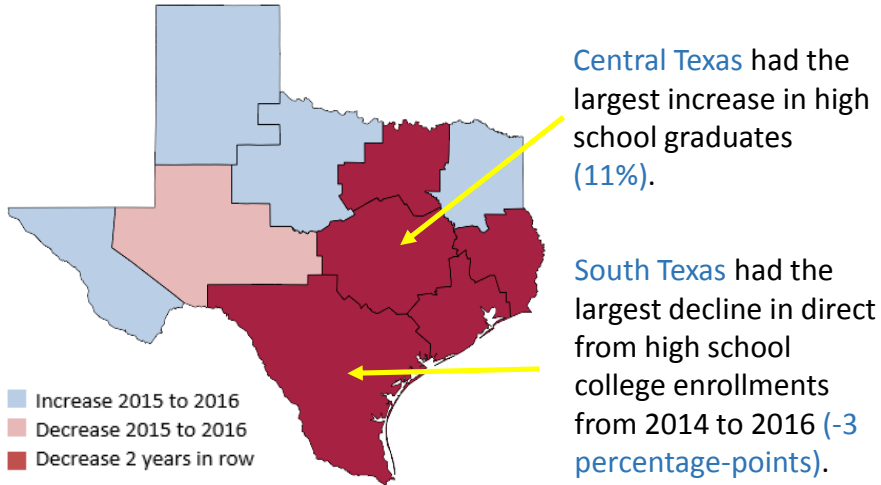 Central Texas had the
largest increase in high
school graduates
(11%).
South Texas had the
largest decline in direct
from high school
college enrollments
from 2014 to 2016 (-3
percentage-points).
Increase 2015 to 2016
Decrease 2015 to 2016
Decrease 2 years in row